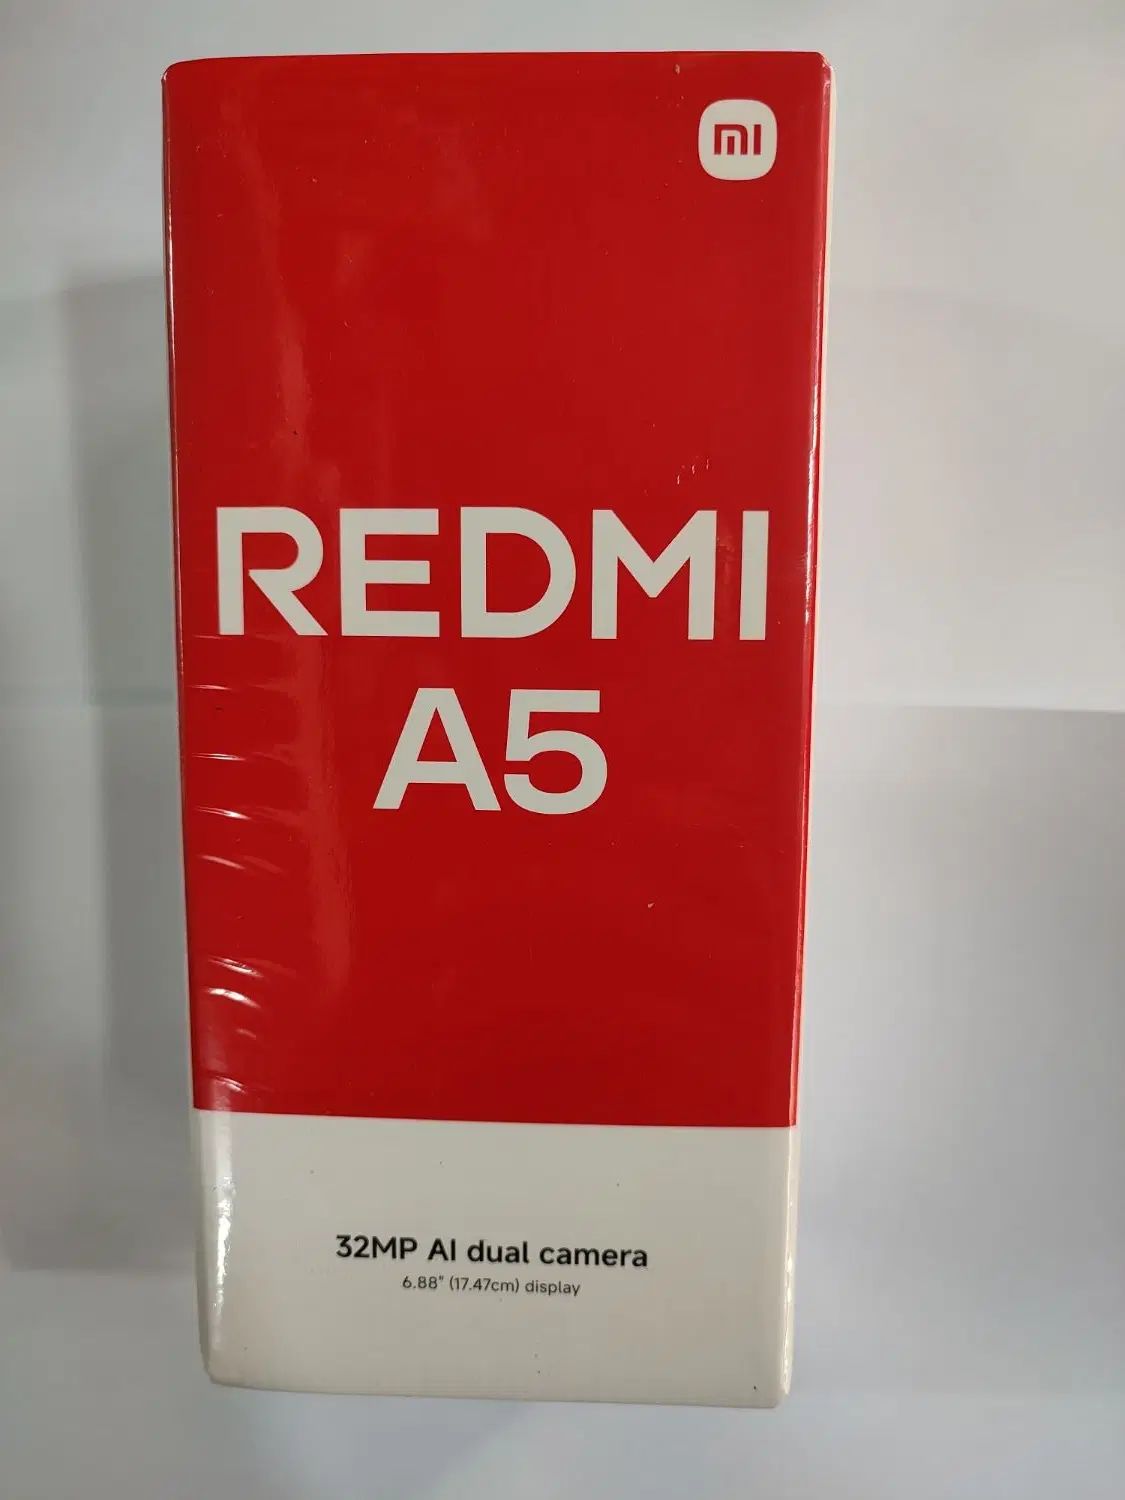 mi
REDMI
A5
32MP AI dual camera
6.88" (17.47cm) display